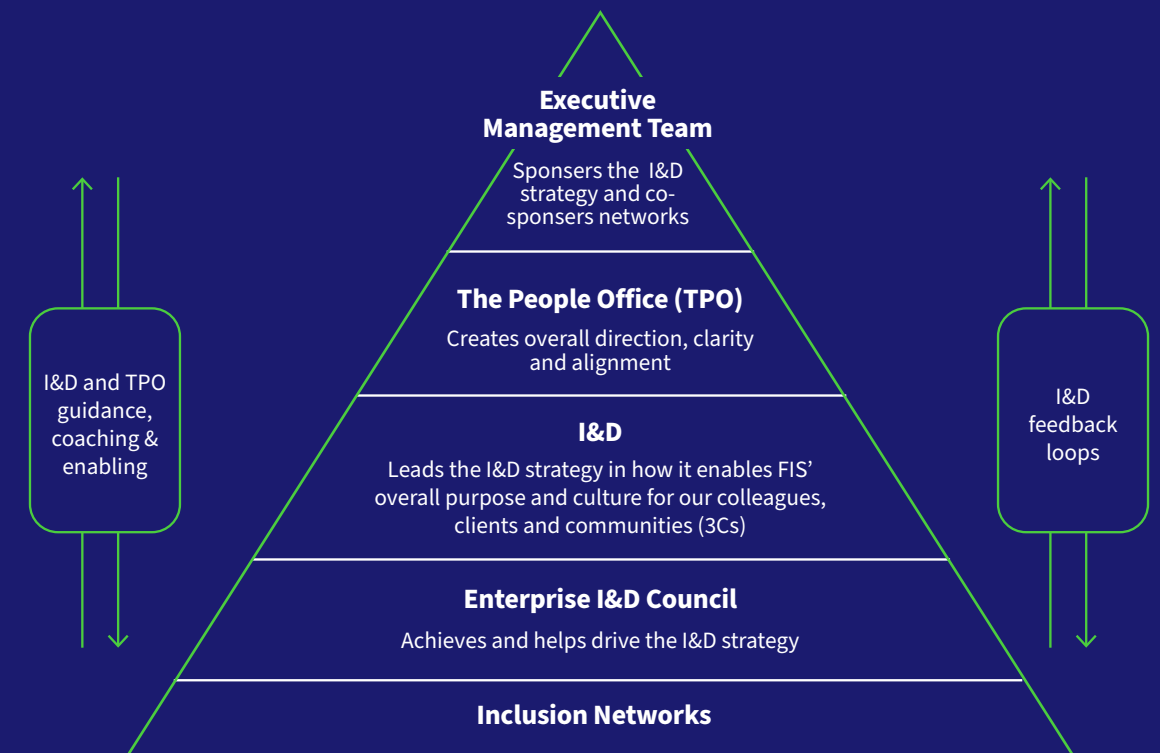 Executive
Management Team
Sponsers the I&D
strategy and co-
sponsers networks
The People Office (TPO)
Creates overall direction, clarity
and alignment
I&D
Leads the I&D strategy in how it enables FIS’
overall purpose and culture for our colleagues,
clients and communities (3Cs)
Enterprise I&D Council
Achieves and helps drive the I&D strategy
Inclusion Networks
I&D and TPO
guidance,
coaching &
enabling
I&D
feedback
loops